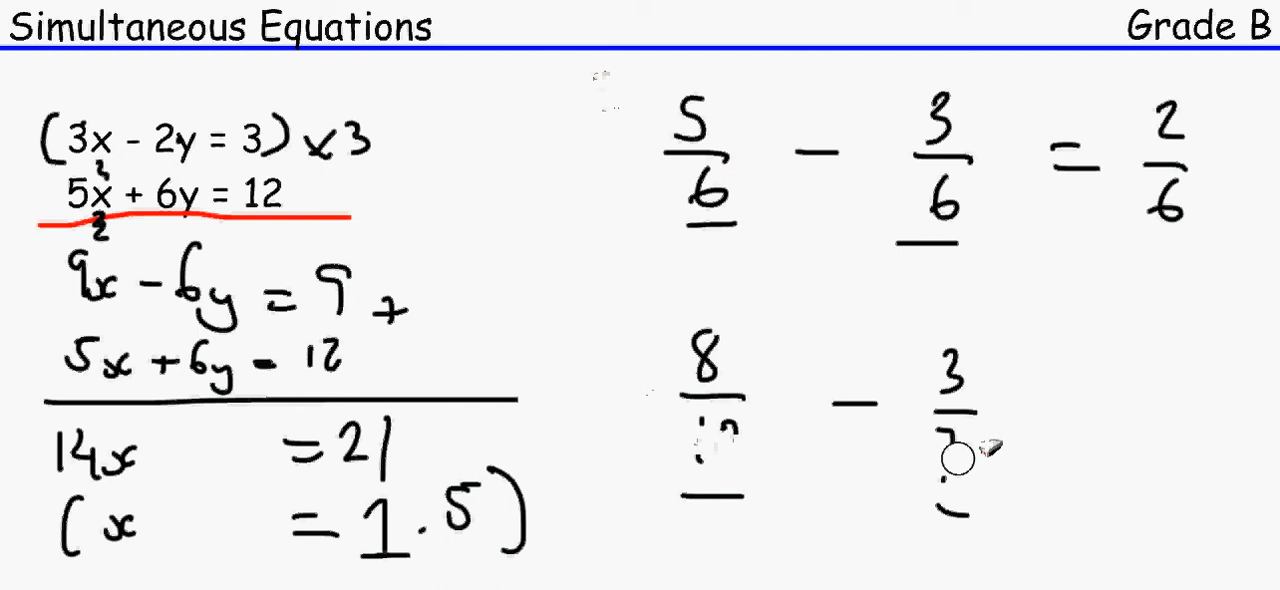 Simultaneous Equations
Grade B
(3x - 2y = 3) x 3
5x + 6y = 12
9x - 6y = 9 +
5x + 6y = 12
14x = 21
(x = 1.5)
5/6 - 3/6 = 2/6
8 - 3